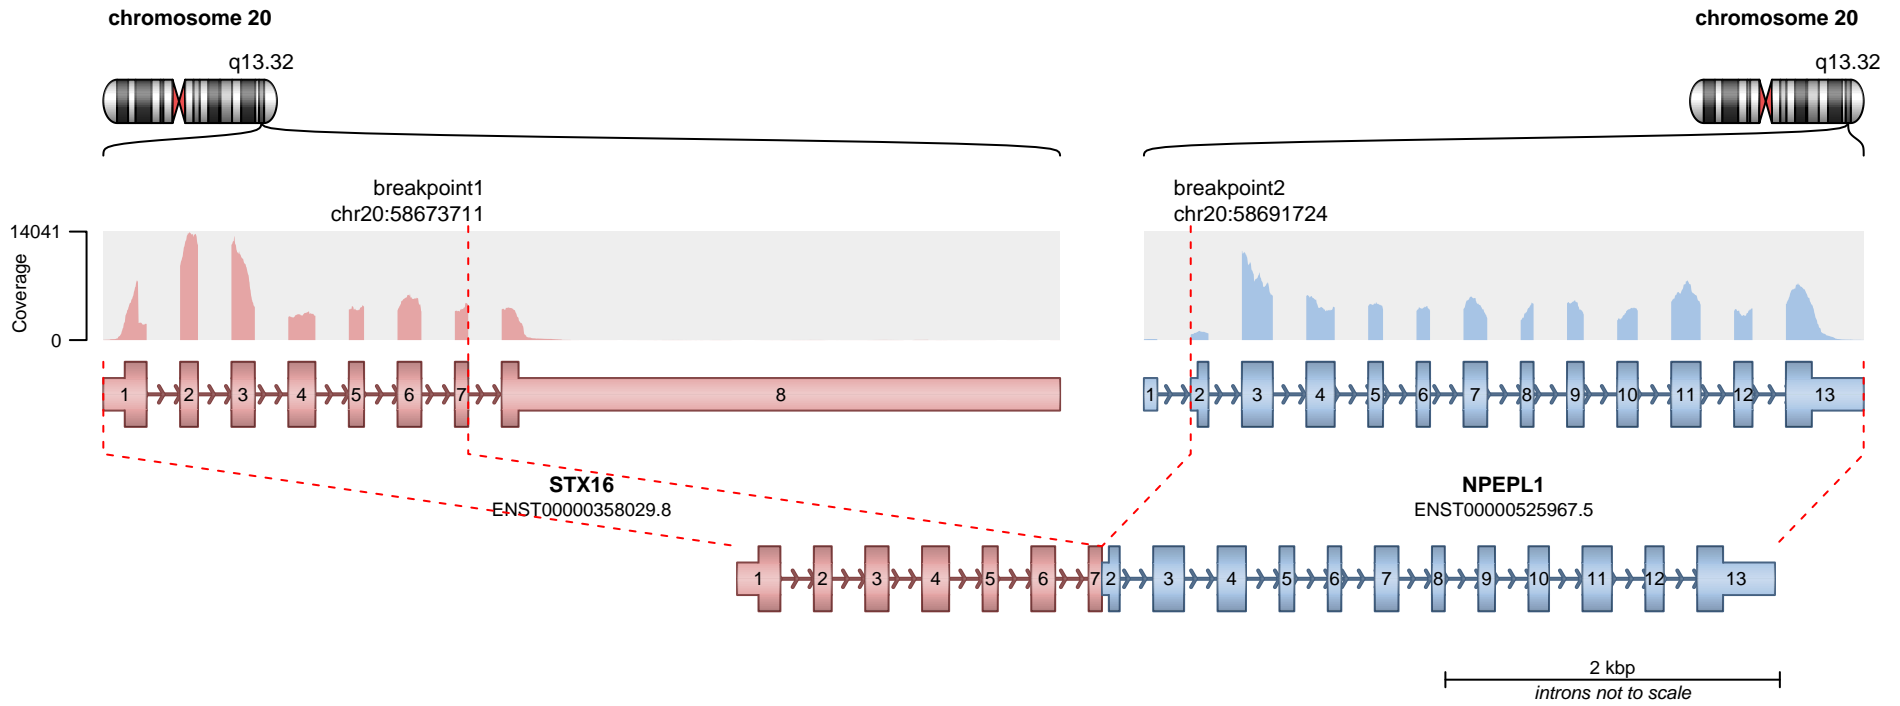 chromosome 20
chromosome 20
q13.32
q13.32
breakpoint1
chr20:58673711
breakpoint2
chr20:58691724
14041
Coverage
0
1 2 3 4 5 6 7 8
1 2 3 4 5 6 7 8 9 10 11 12 13
STX16
ENST00000358029.8
NPEPL1
ENST00000525967.5
1 2 3 4 5 6 7 2 3 4 5 6 7 8 9 10 11 12 13
2 kbp
introns not to scale